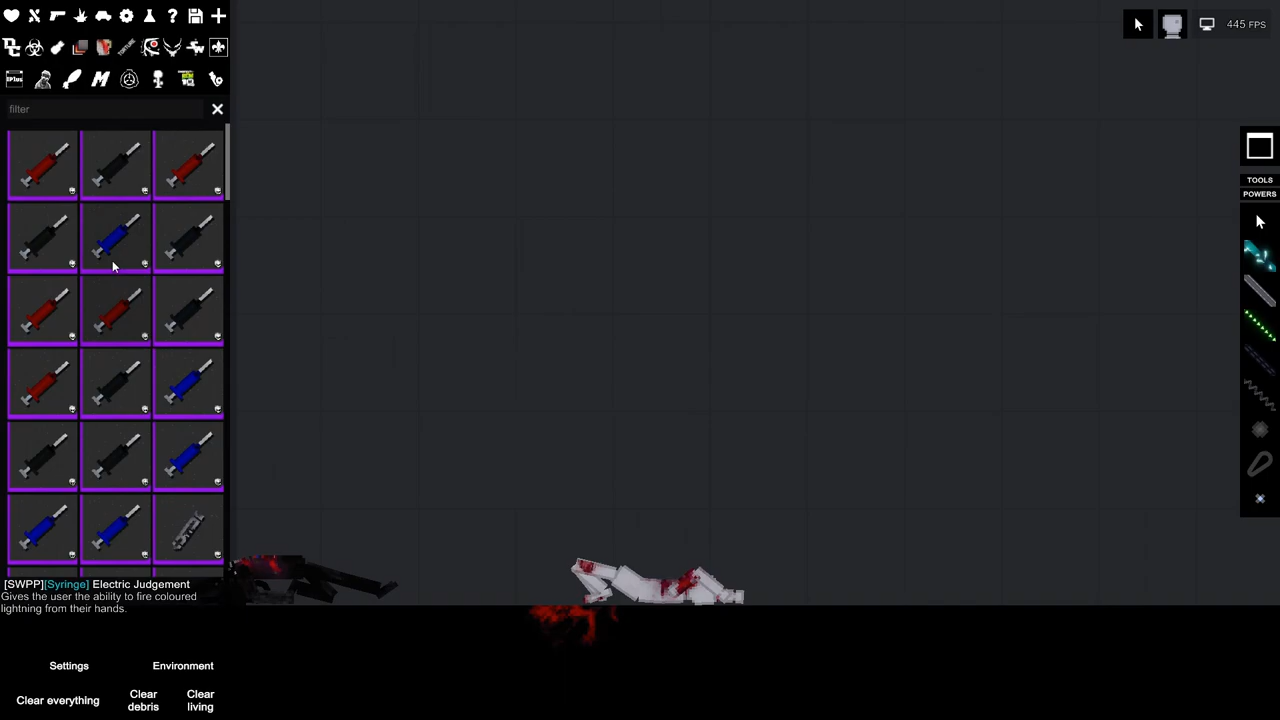 445 FPS
filter
TOOLS
POWERS
[SWPP][Syringe] Electric Judgement
Gives the user the ability to fire coloured
lightning from their hands.
Settings
Environment
Clear everything
Clear
debris
Clear
living